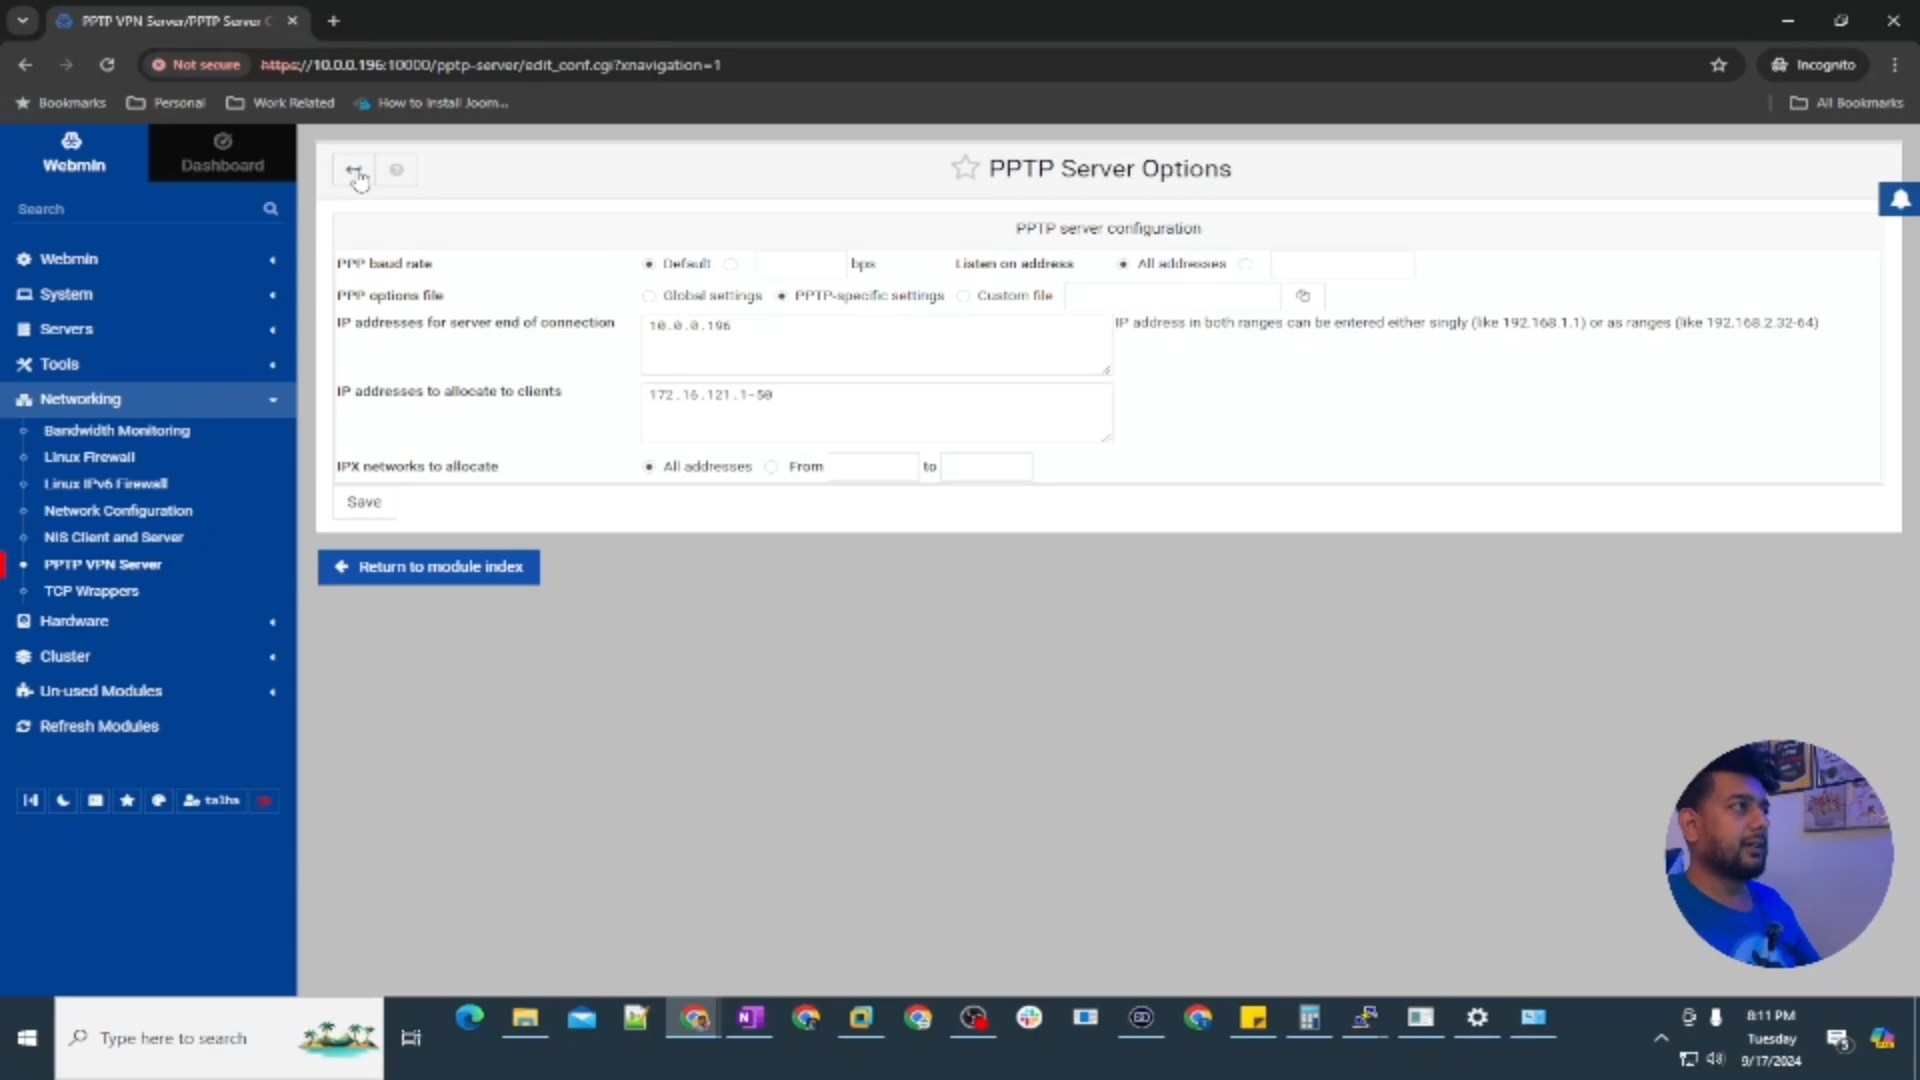 PPTP VPN Server/PPTP Server
Not secure https://10.0.0.196:10000/pptp-server/edit_conf.cgi?xnavigation=1
Incognito
Bookmarks Personal Work Related How to Install Joom...
All Bookmarks
Webmin
Dashboard
Search
Webmin
System
Servers
Tools
Networking
Bandwidth Monitoring
Linux Firewall
Linux IPv6 Firewall
Network Configuration
NIS Client and Server
PPTP VPN Server
TCP Wrappers
Hardware
Cluster
Un-used Modules
Refresh Modules
talha
PPTP Server Options
PPTP server configuration
PPP baud rate Default bps Listen on address All addresses
PPP options file Global settings PPTP-specific settings Custom file
IP addresses for server end of connection 10.0.0.196 IP address in both ranges can be entered either singly (like 192.168.1.1) or as ranges (like 192.168.2.32-64)
IP addresses to allocate to clients 172.16.121.1-50
IPX networks to allocate All addresses From to
Save
Return to module index
Type here to search
8:11 PM
Tuesday
9/17/2024